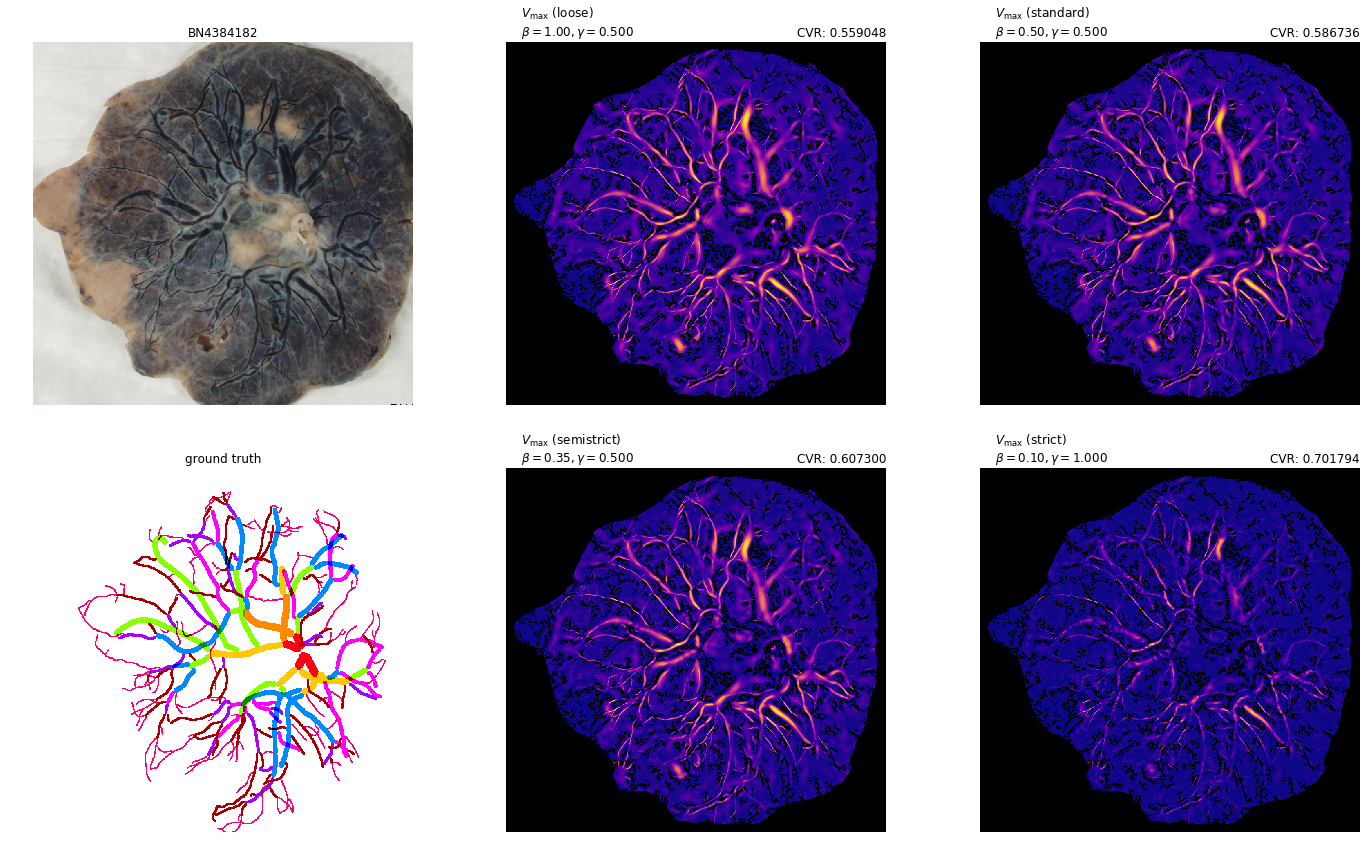 BN4384182
V_max (loose)
β = 1.00, γ = 0.500 CVR: 0.559048
V_max (standard)
β = 0.50, γ = 0.500 CVR: 0.586736
ground truth
V_max (semistrict)
β = 0.35, γ = 0.500 CVR: 0.607300
V_max (strict)
β = 0.10, γ = 1.000 CVR: 0.701794